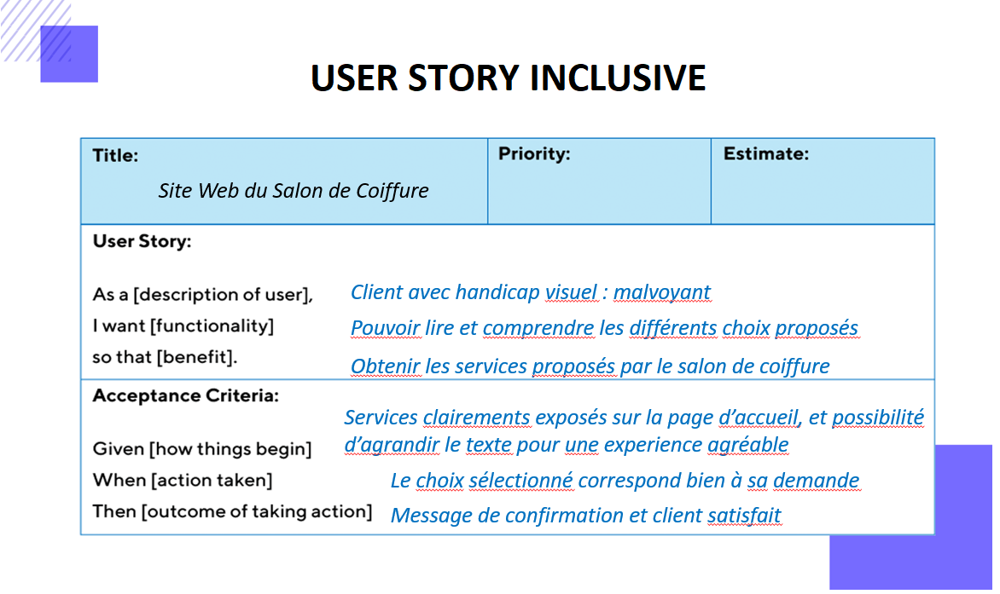 USER STORY INCLUSIVE
Title:
Priority:
Estimate:
Site Web du Salon de Coiffure
User Story:
As a [description of user],
Client avec handicap visuel : malvoyant
I want [functionality]
Pouvoir lire et comprendre les différents choix proposés
so that [benefit].
Obtenir les services proposés par le salon de coiffure
Acceptance Criteria:
Services clairements exposés sur la page d’accueil, et possibilité
d’agrandir le texte pour une experience agréable
Given [how things begin]
When [action taken]
Le choix sélectionné correspond bien à sa demande
Then [outcome of taking action]
Message de confirmation et client satisfait